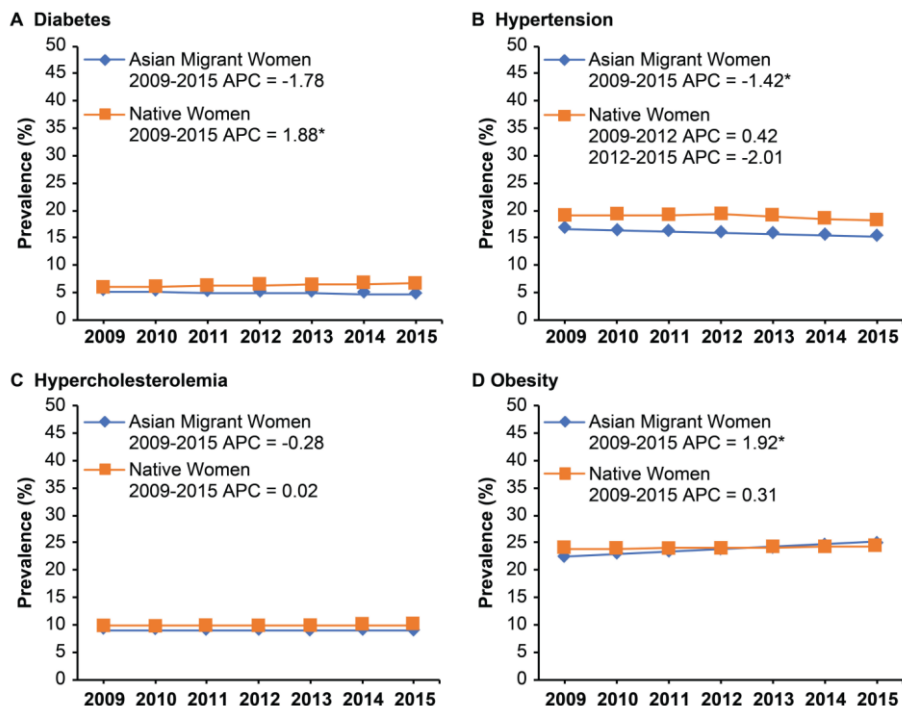 A Diabetes
50
45
40
35
30
25
20
15
10
5
0
Prevalence (%)
Asian Migrant Women
2009-2015 APC = -1.78
Native Women
2009-2015 APC = 1.88*
2009 2010 2011 2012 2013 2014 2015
B Hypertension
50
45
40
35
30
25
20
15
10
5
0
Prevalence (%)
Asian Migrant Women
2009-2015 APC = -1.42*
Native Women
2009-2012 APC = 0.42
2012-2015 APC = -2.01
2009 2010 2011 2012 2013 2014 2015
C Hypercholesterolemia
50
45
40
35
30
25
20
15
10
5
0
Prevalence (%)
Asian Migrant Women
2009-2015 APC = -0.28
Native Women
2009-2015 APC = 0.02
2009 2010 2011 2012 2013 2014 2015
D Obesity
50
45
40
35
30
25
20
15
10
5
0
Prevalence (%)
Asian Migrant Women
2009-2015 APC = 1.92*
Native Women
2009-2015 APC = 0.31
2009 2010 2011 2012 2013 2014 2015